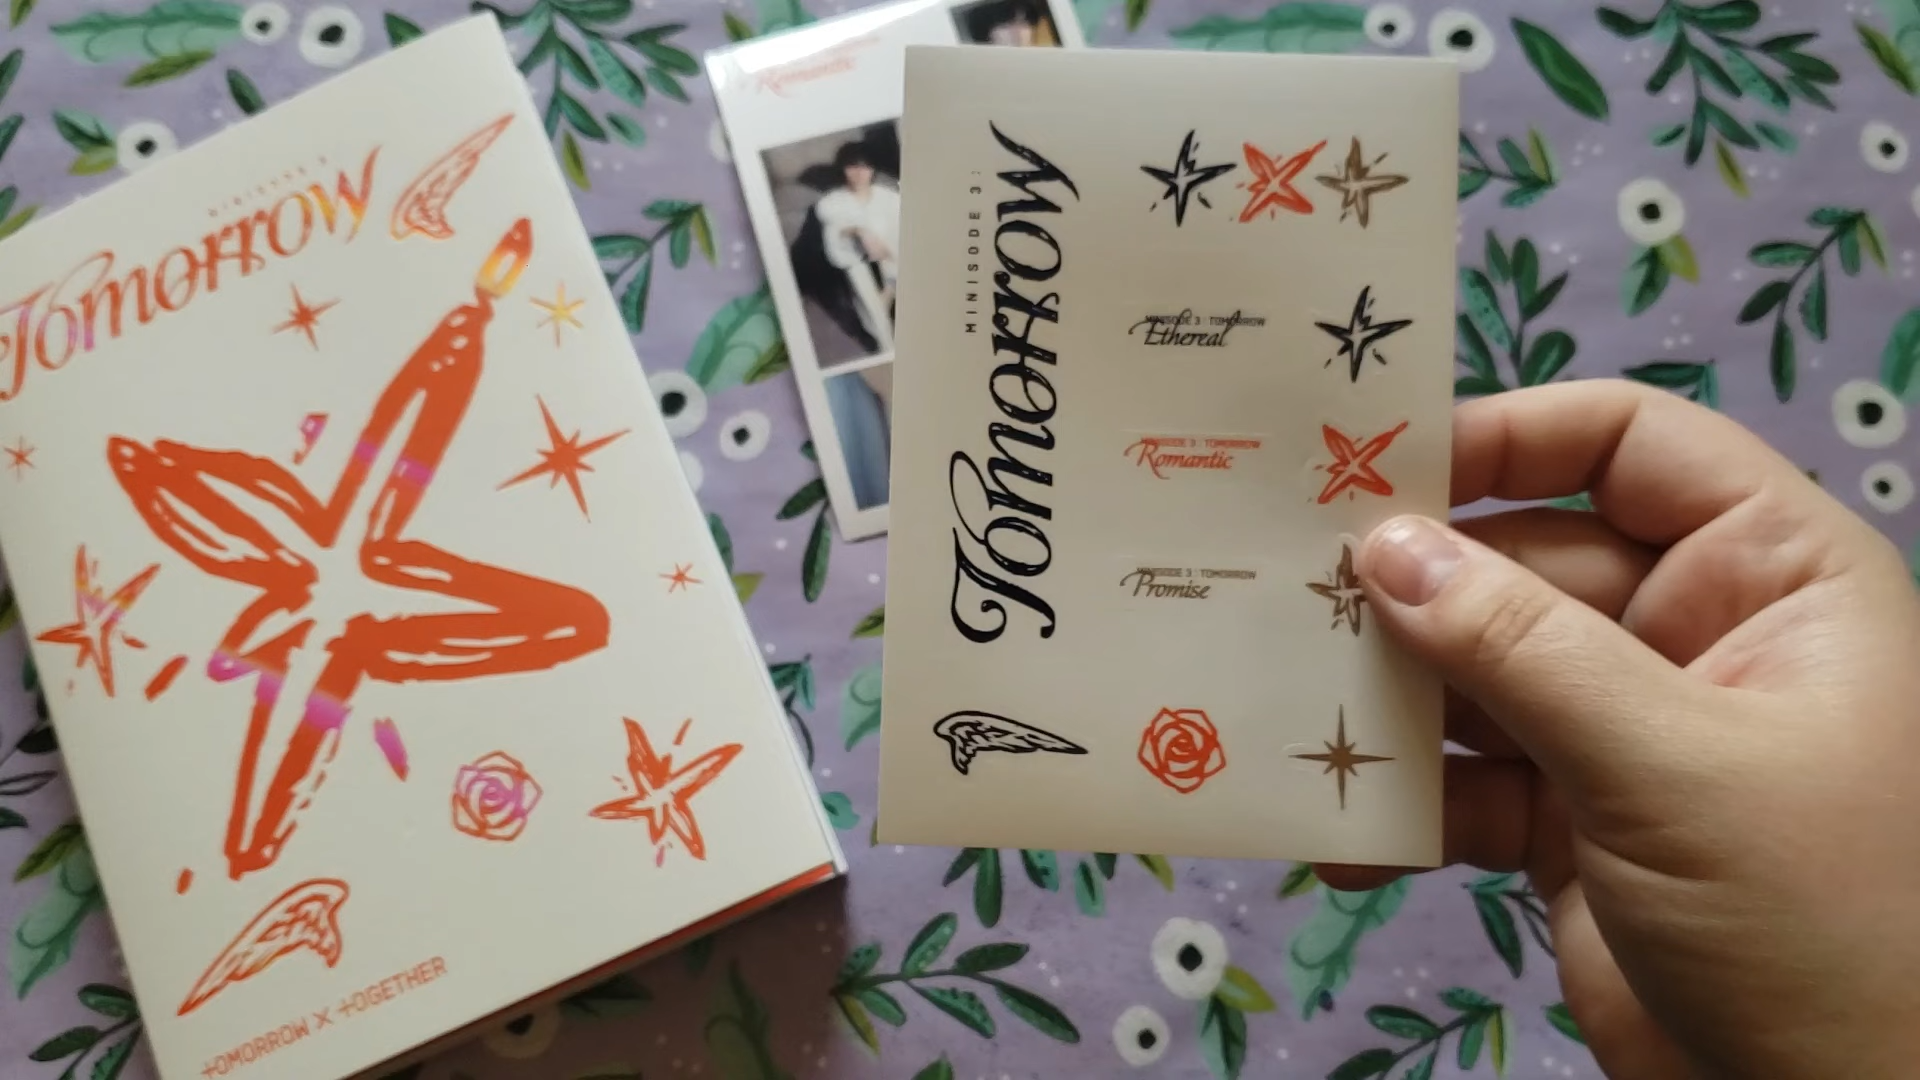 MINISODE 3
Tomorrow
TOMORROW X TOGETHER
Romantic
MINISODE 3:
TOMORROW
MINISODE 3 : TOMORROW
Ethereal
MINISODE 3 : TOMORROW
Romantic
MINISODE 3 : TOMORROW
Promise